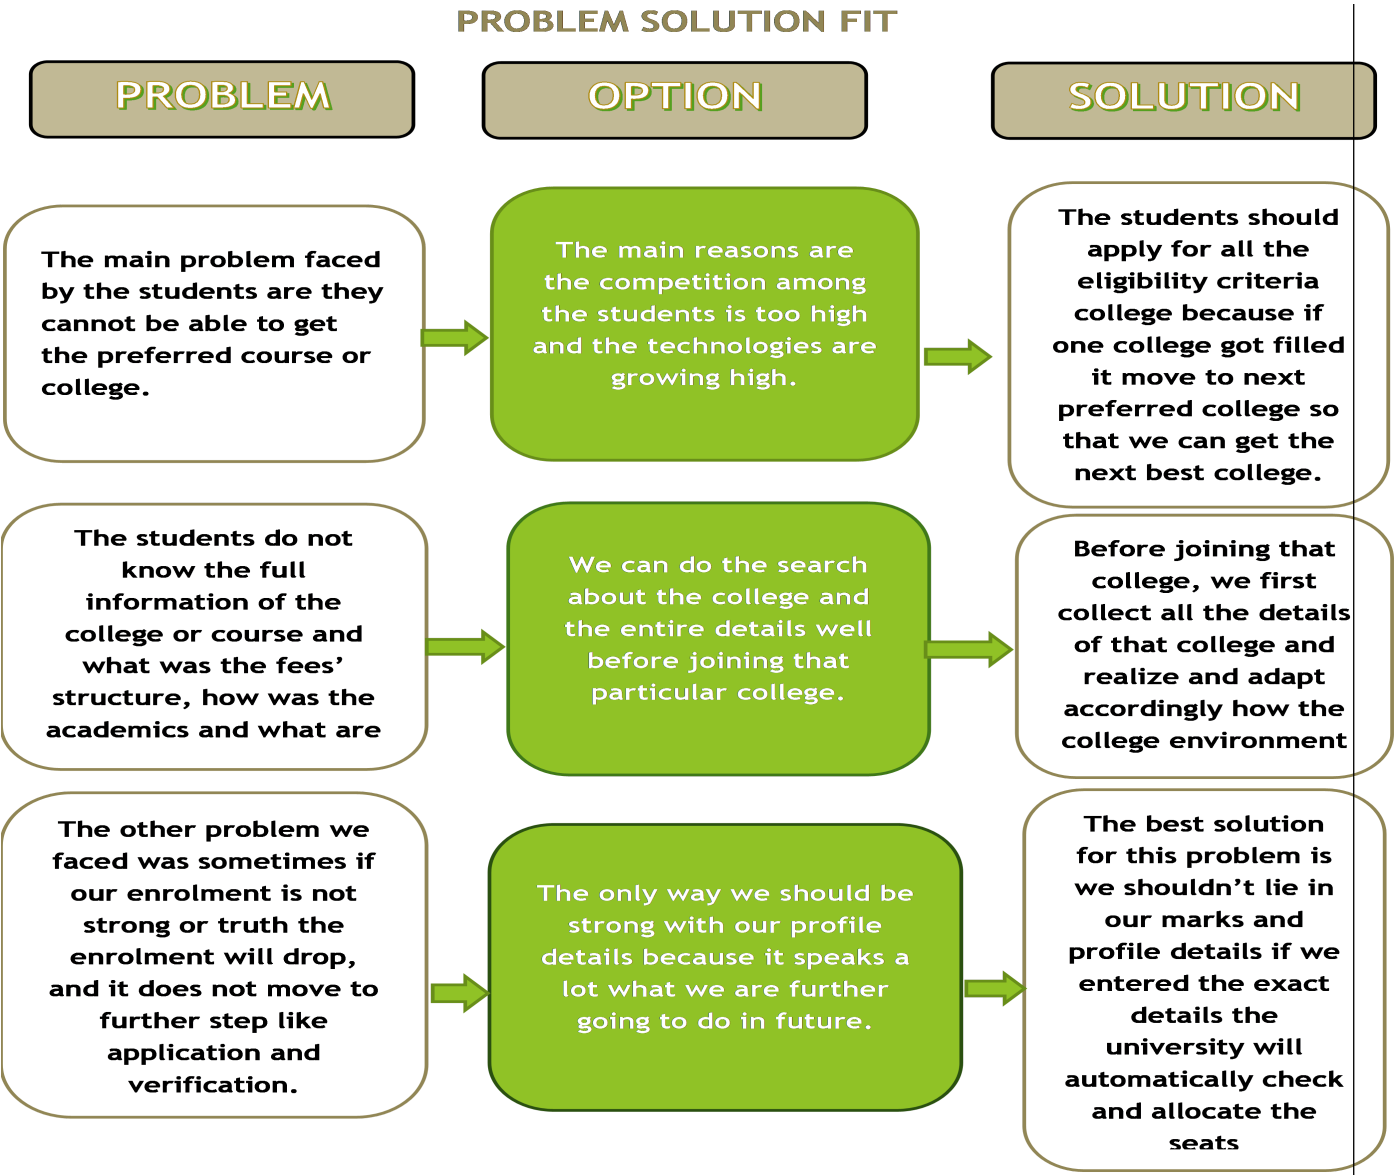 PROBLEM SOLUTION FIT
PROBLEM
OPTION
SOLUTION
The main problem faced
by the students are they
cannot be able to get
the preferred course or
college.
The main reasons are
the competition among
the students is too high
and the technologies are
growing high.
The students should
apply for all the
eligibility criteria
college because if
one college got filled
it move to next
preferred college so
that we can get the
next best college.
The students do not
know the full
information of the
college or course and
what was the fees’
structure, how was the
academics and what are
We can do the search
about the college and
the entire details well
before joining that
particular college.
Before joining that
college, we first
collect all the details
of that college and
realize and adapt
accordingly how the
college environment
The other problem we
faced was sometimes if
our enrolment is not
strong or truth the
enrolment will drop,
and it does not move to
further step like
application and
verification.
The only way we should be
strong with our profile
details because it speaks a
lot what we are further
going to do in future.
The best solution
for this problem is
we shouldn’t lie in
our marks and
profile details if we
entered the exact
details the
university will
automatically check
and allocate the
seats